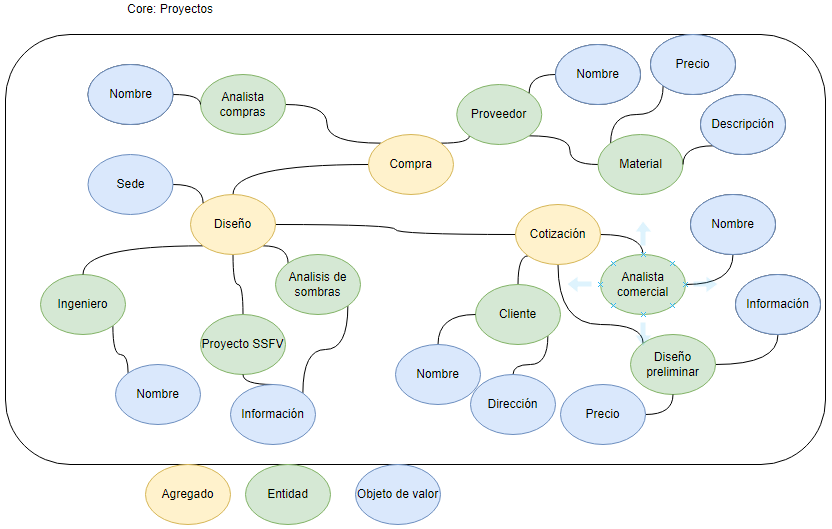 Core: Proyectos
Nombre
Analista
compras
Proveedor
Nombre
Precio
Descripción
Material
Compra
Sede
Diseño
Cotización
Nombre
Analista
comercial
Información
Ingeniero
Analisis de
sombras
Proyecto SSFV
Cliente
Diseño
preliminar
Nombre
Información
Nombre
Dirección
Precio
Agregado
Entidad
Objeto de valor